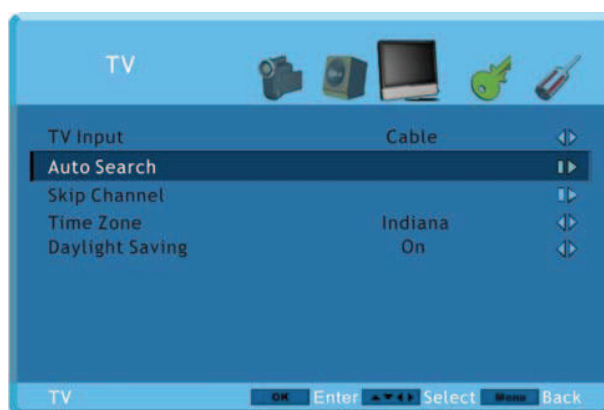 TV
TV Input Cable
Auto Search
Skip Channel
Time Zone Indiana
Daylight Saving On
TV OK Enter Select Menu Back